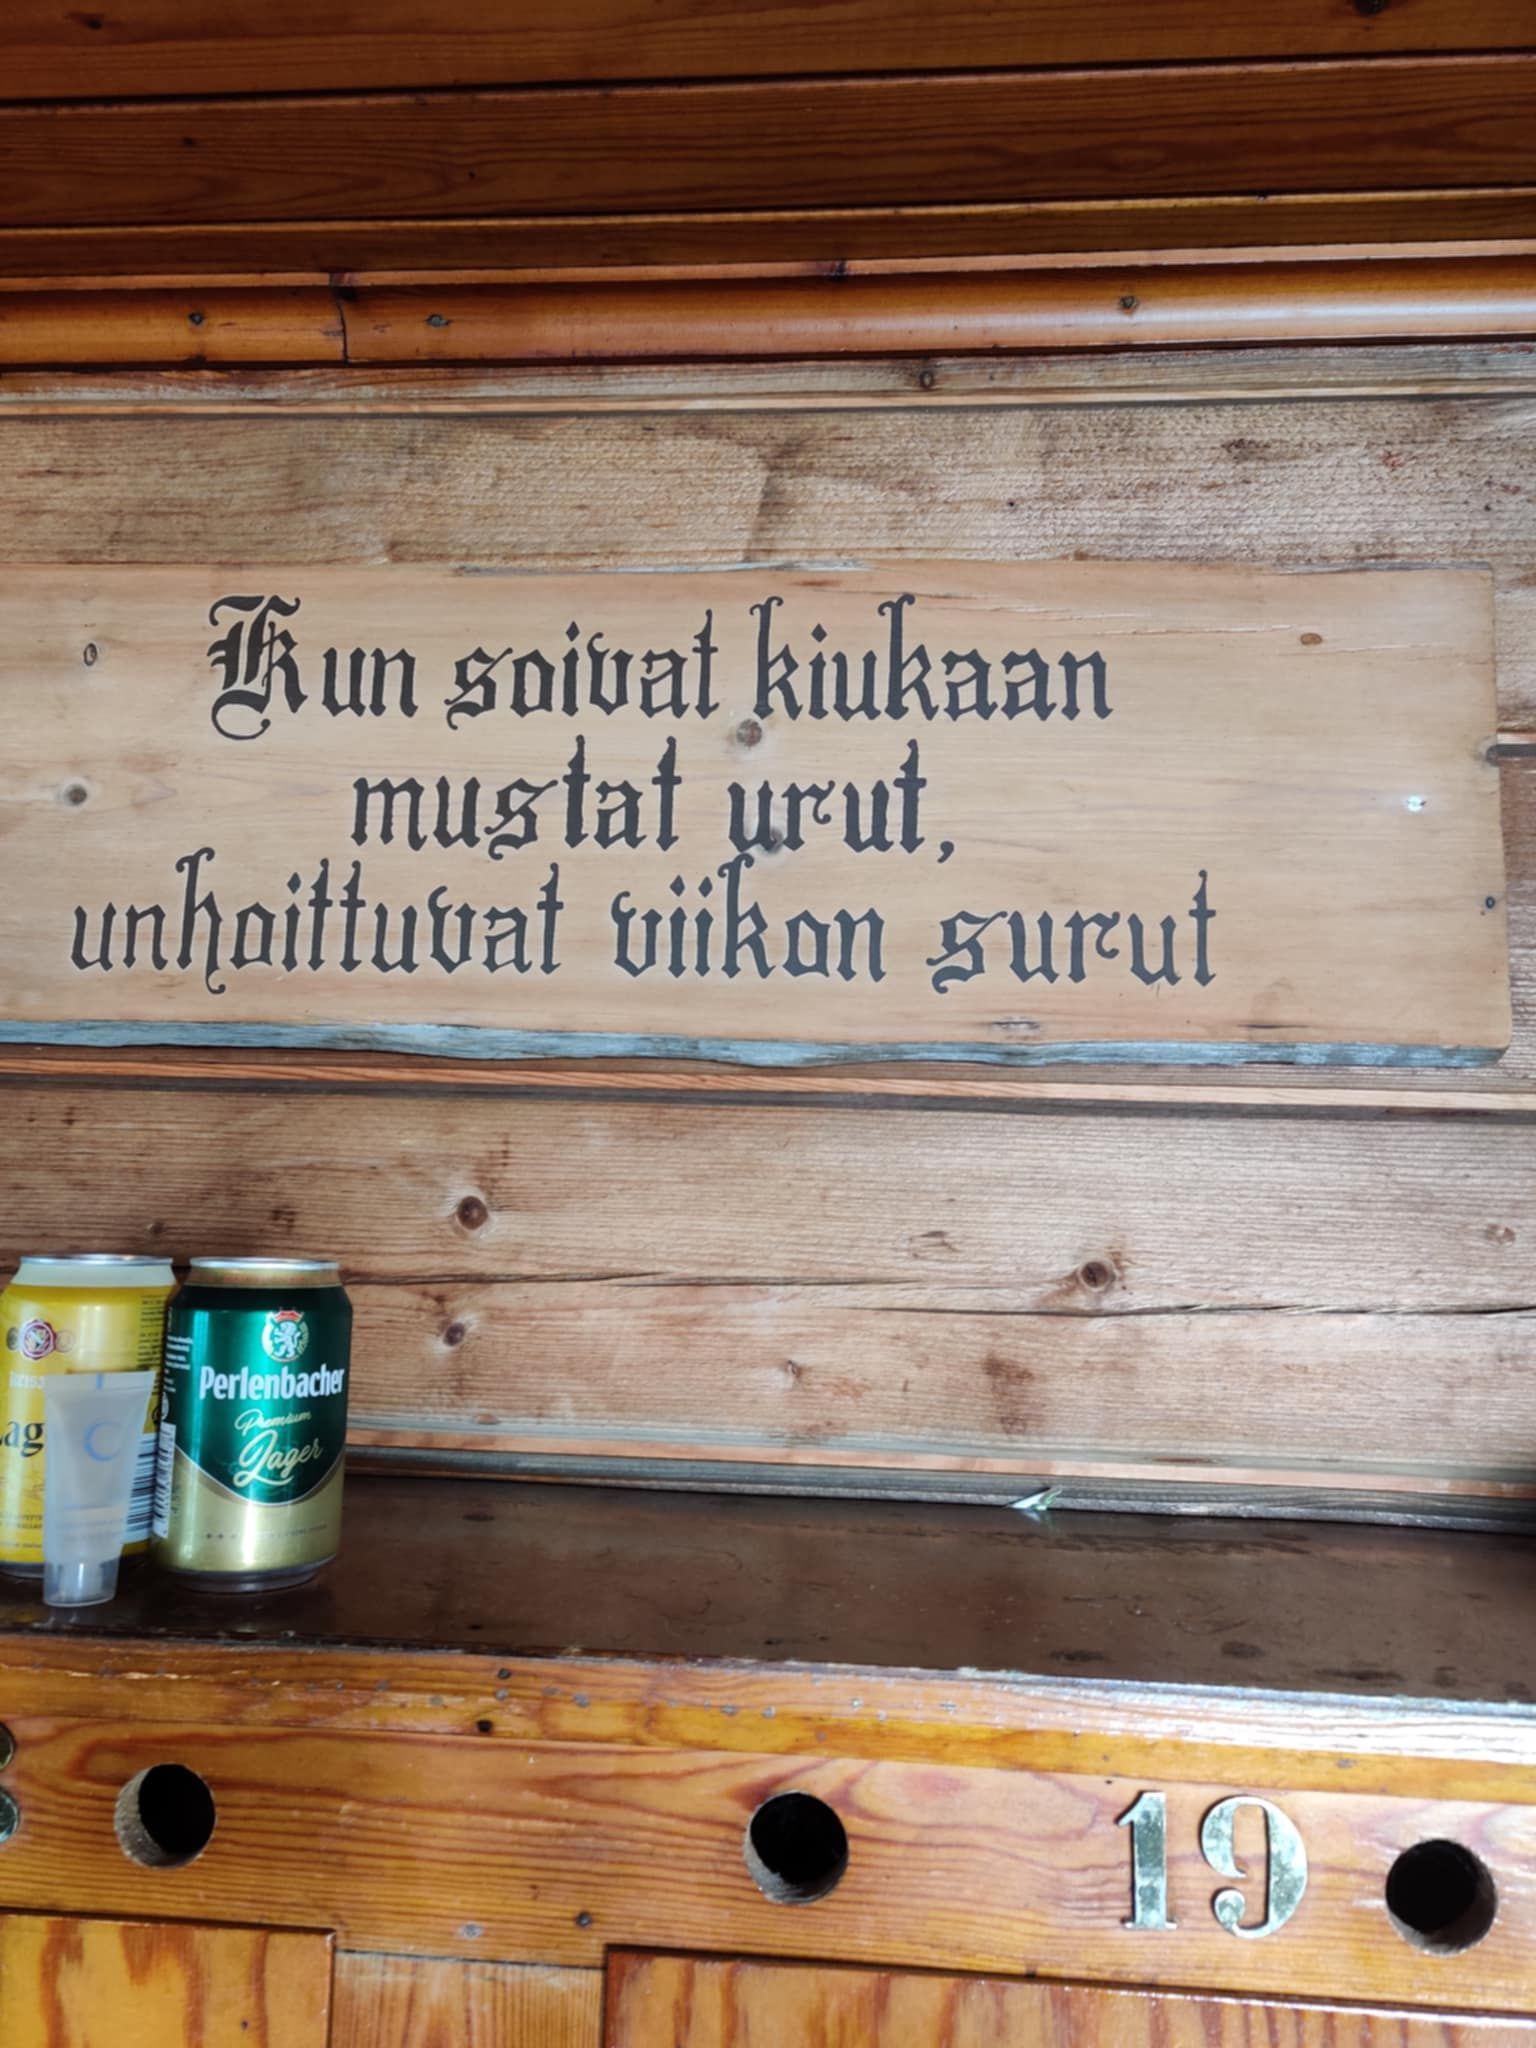 Kun soivat kiukaan
mustat urut,
unhoittuvat viikon surut
Perlenbacher
Premium
Lager
19